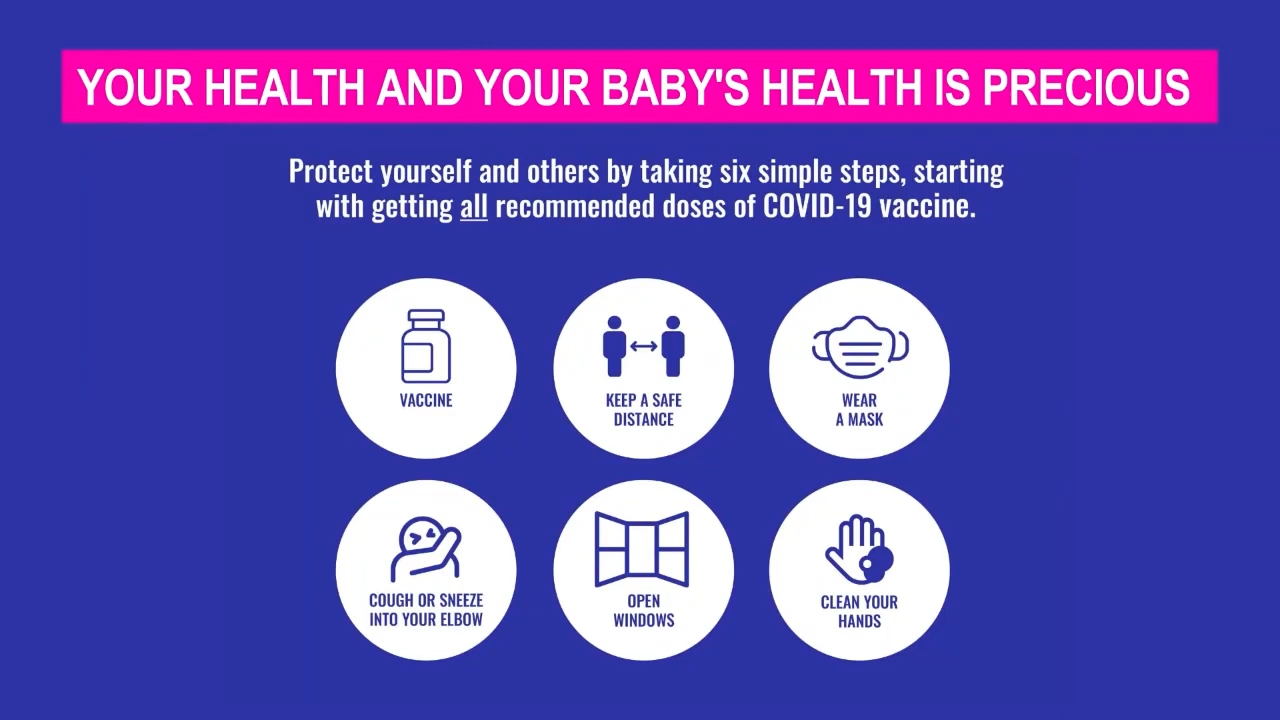 YOUR HEALTH AND YOUR BABY'S HEALTH IS PRECIOUS
Protect yourself and others by taking six simple steps, starting
with getting all recommended doses of COVID-19 vaccine.
VACCINE
KEEP A SAFE
DISTANCE
WEAR
A MASK
COUGH OR SNEEZE
INTO YOUR ELBOW
OPEN
WINDOWS
CLEAN YOUR
HANDS